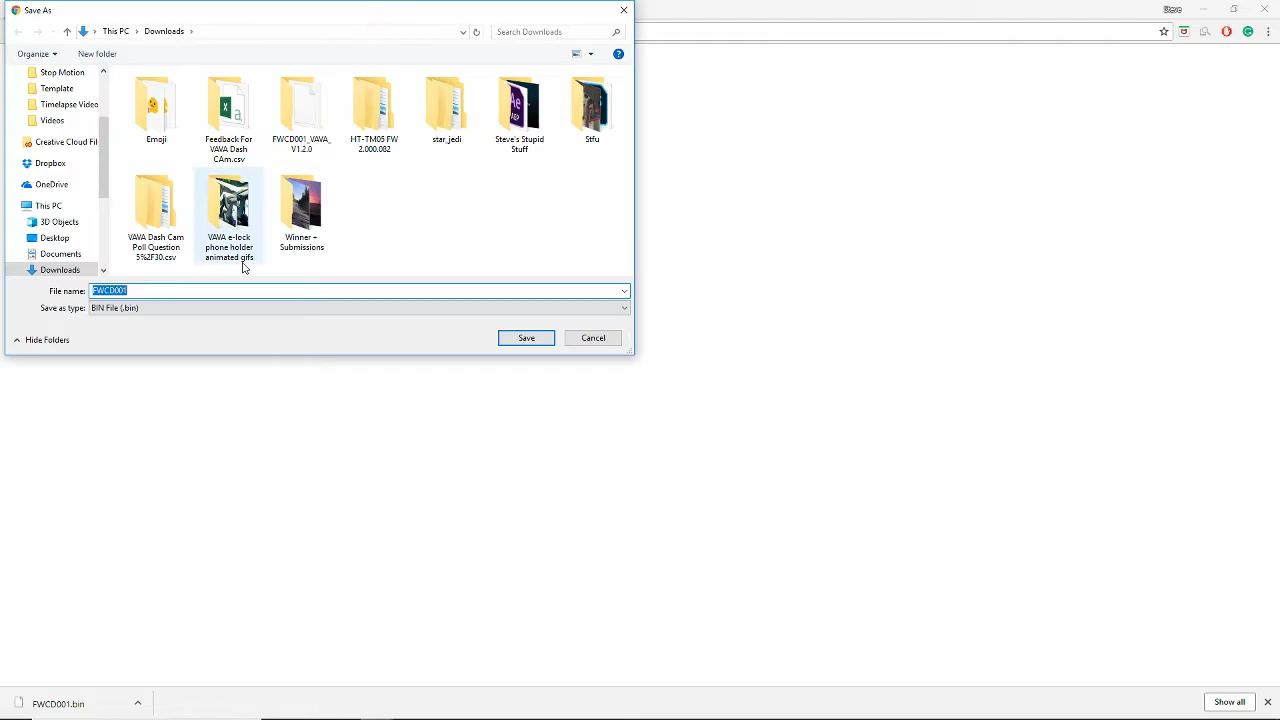 Save As
This PC
Downloads
Search Downloads
Organize
New folder
Stop Motion
Template
Timelapse Video
Videos
Creative Cloud Fil
Dropbox
OneDrive
This PC
3D Objects
Desktop
Documents
Downloads
Emoji
Feedback For
VAVA Dash
CAm.csv
FWCD001_VAVA_
V1.2.0
HT-TM05 FW
2.000.082
star_jedi
Steve's Stupid
Stuff
Stfu
VAVA Dash Cam
Poll Question
5%2F30.csv
VAVA e-lock
phone holder
animated gifs
Winner +
Submissions
File name:
FWCD001
Save as type:
BIN File (.bin)
Hide Folders
Save
Cancel
FWCD001.bin
Show all